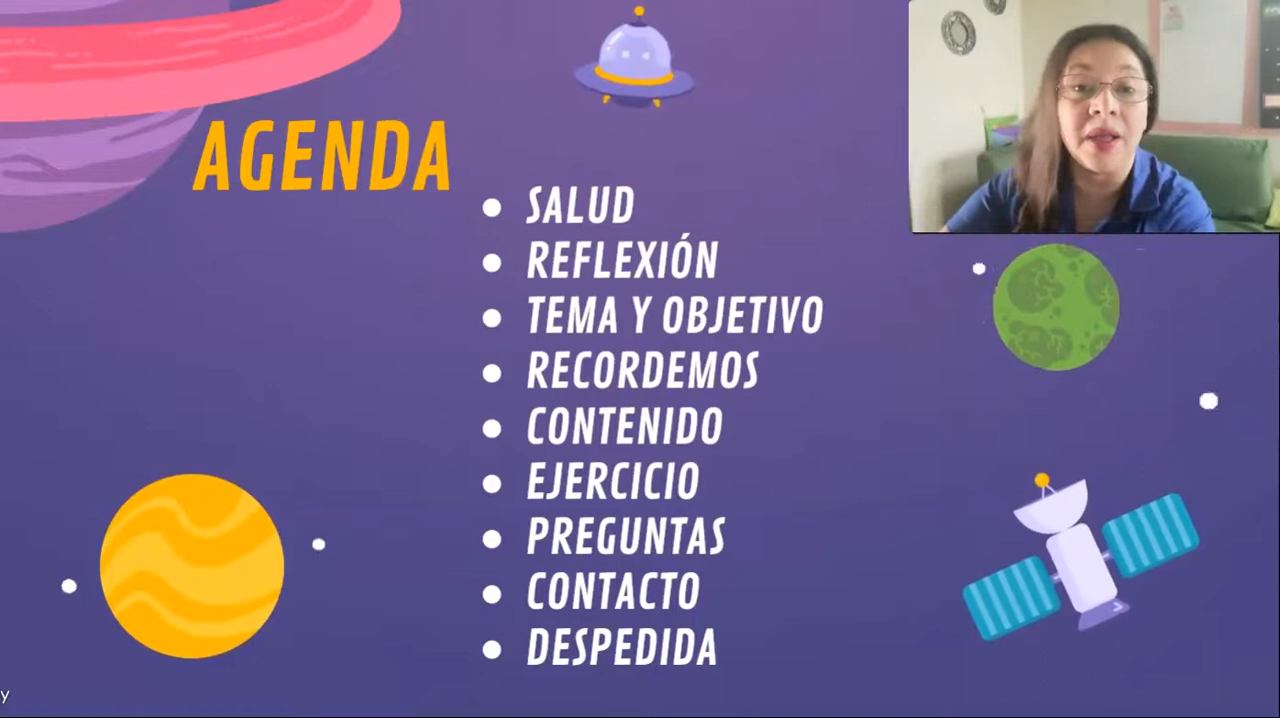 AGENDA
SALUD
REFLEXIÓN
TEMA Y OBJETIVO
RECORDEMOS
CONTENIDO
EJERCICIO
PREGUNTAS
CONTACTO
DESPEDIDA
y